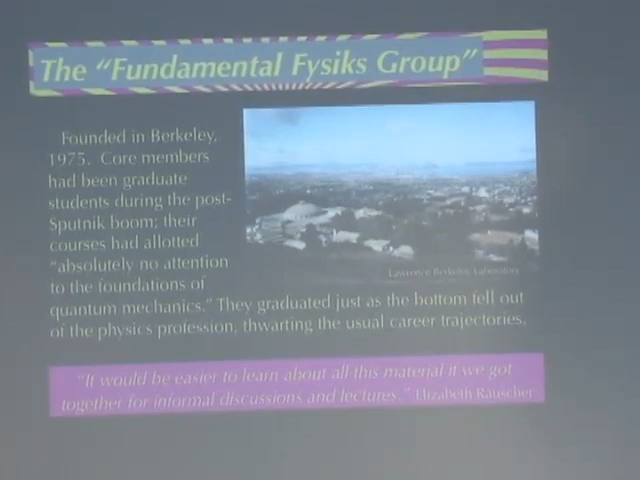 The "Fundamental Fysiks Group"
Founded in Berkeley,
1975. Core members
had been graduate
students during the post-
Sputnik boom; their
courses had allotted
"absolutely no attention
to the foundations of
quantum mechanics." They graduated just as the bottom fell out
of the physics profession, thwarting the usual career trajectories.
Lawrence Berkeley Laboratory
"It would be easier to learn about all this material if we got
together for informal discussions and lectures." Elizabeth Rauscher